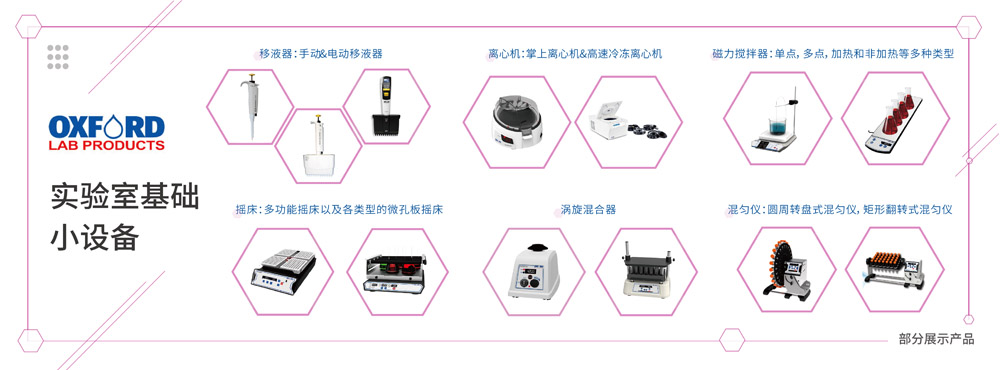 OXFORD
LAB PRODUCTS
实验室基础
小设备
移液器：手动&电动移液器
离心机：掌上离心机&高速冷冻离心机
磁力搅拌器：单点，多点，加热和非加热等多种类型
摇床：多功能摇床以及各类型的微孔板摇床
涡旋混合器
混匀仪：圆周转盘式混匀仪，矩形翻转式混匀仪
部分展示产品